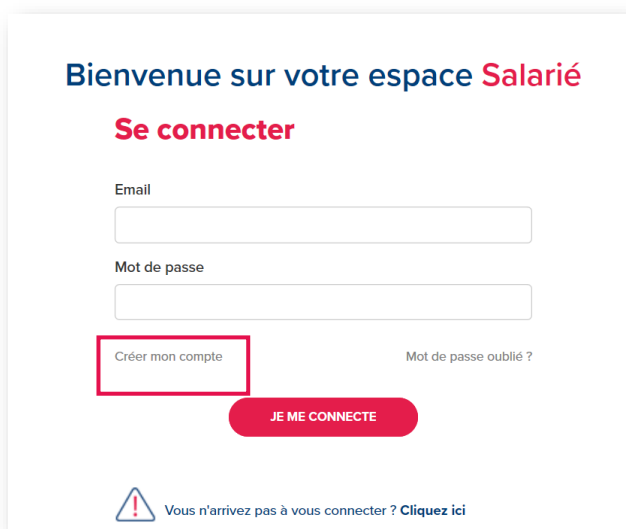 Bienvenue sur votre espace Salarié
Se connecter
Email
Mot de passe
Créer mon compte
Mot de passe oublié ?
JE ME CONNECTE
Vous n'arrivez pas à vous connecter ? Cliquez ici